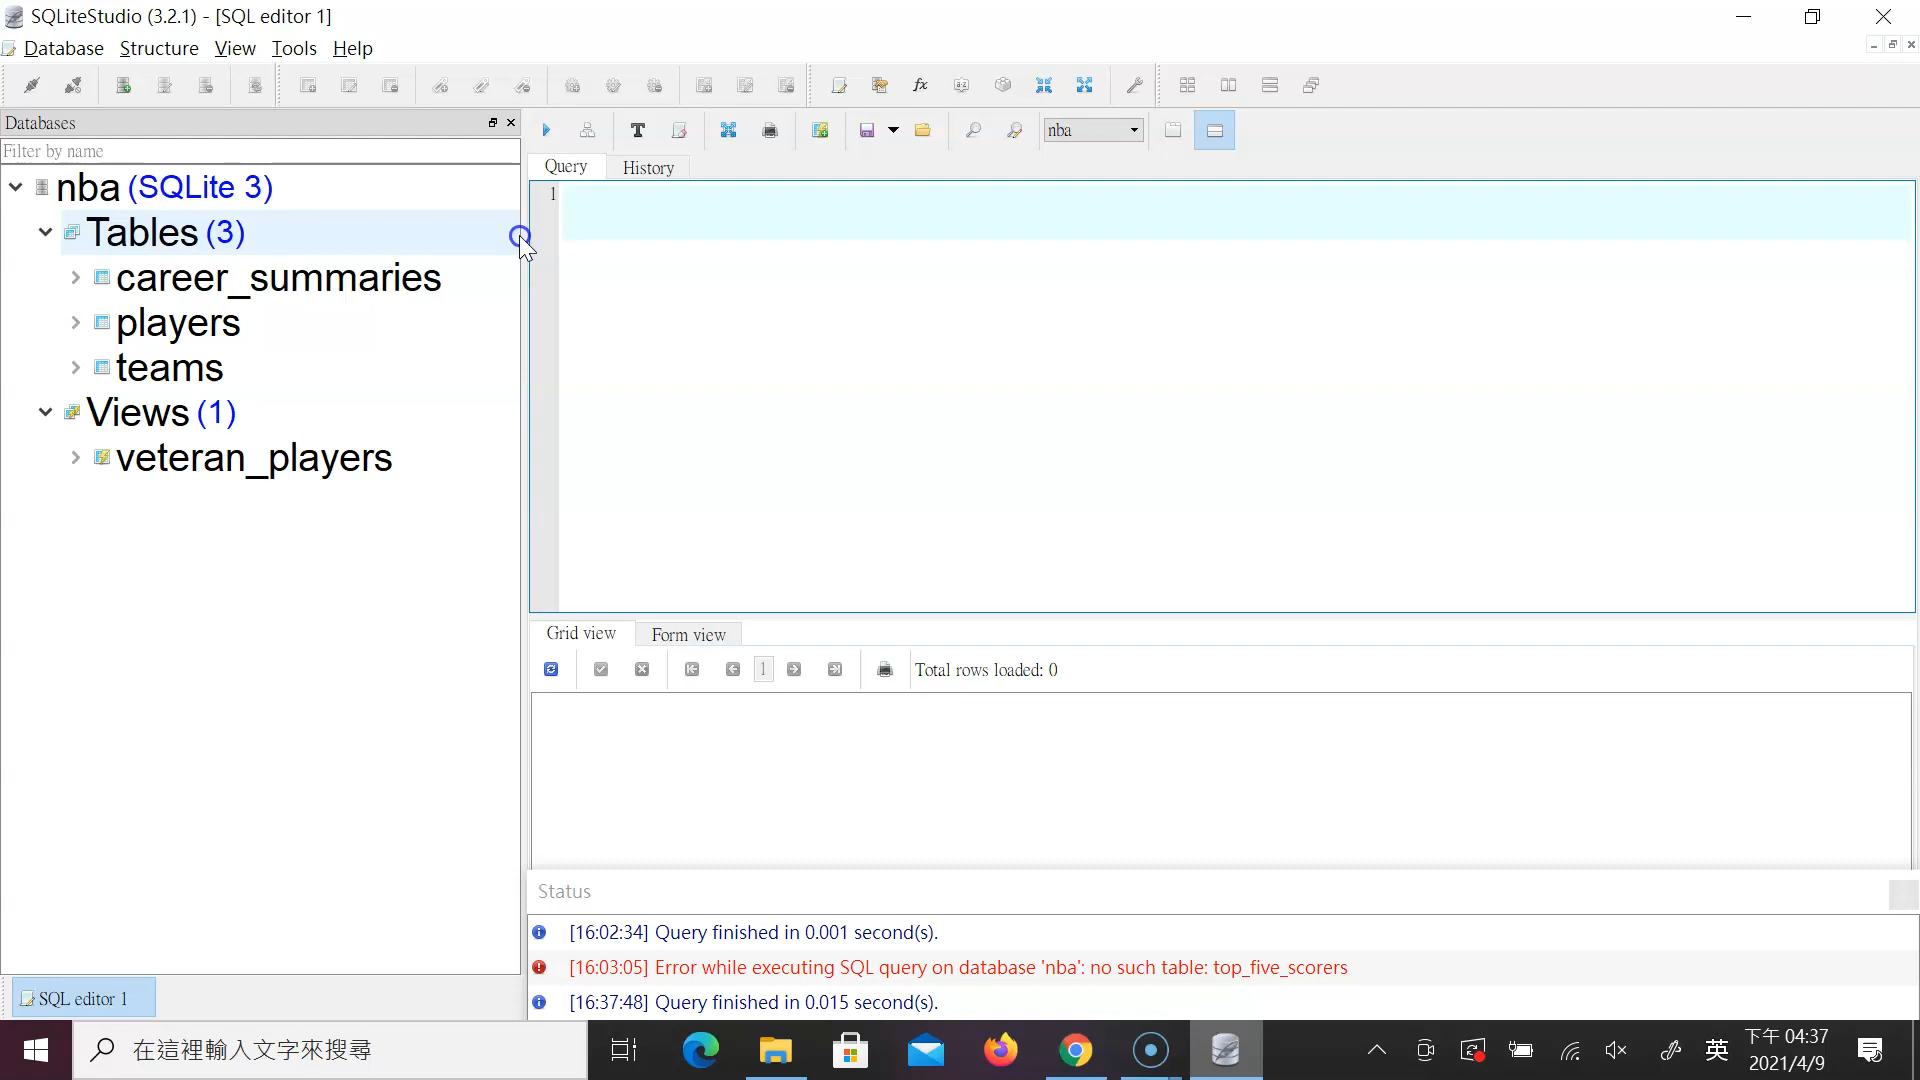 SQLiteStudio (3.2.1) - [SQL editor 1]
Database Structure View Tools Help
Databases
Filter by name
nba (SQLite 3)
Tables (3)
career_summaries
players
teams
Views (1)
veteran_players
nba
Query History
1
Grid view Form view
1 Total rows loaded: 0
Status
[16:02:34] Query finished in 0.001 second(s).
[16:03:05] Error while executing SQL query on database 'nba': no such table: top_five_scorers
[16:37:48] Query finished in 0.015 second(s).
SQL editor 1
在這裡輸入文字來搜尋
英
下午 04:37
2021/4/9